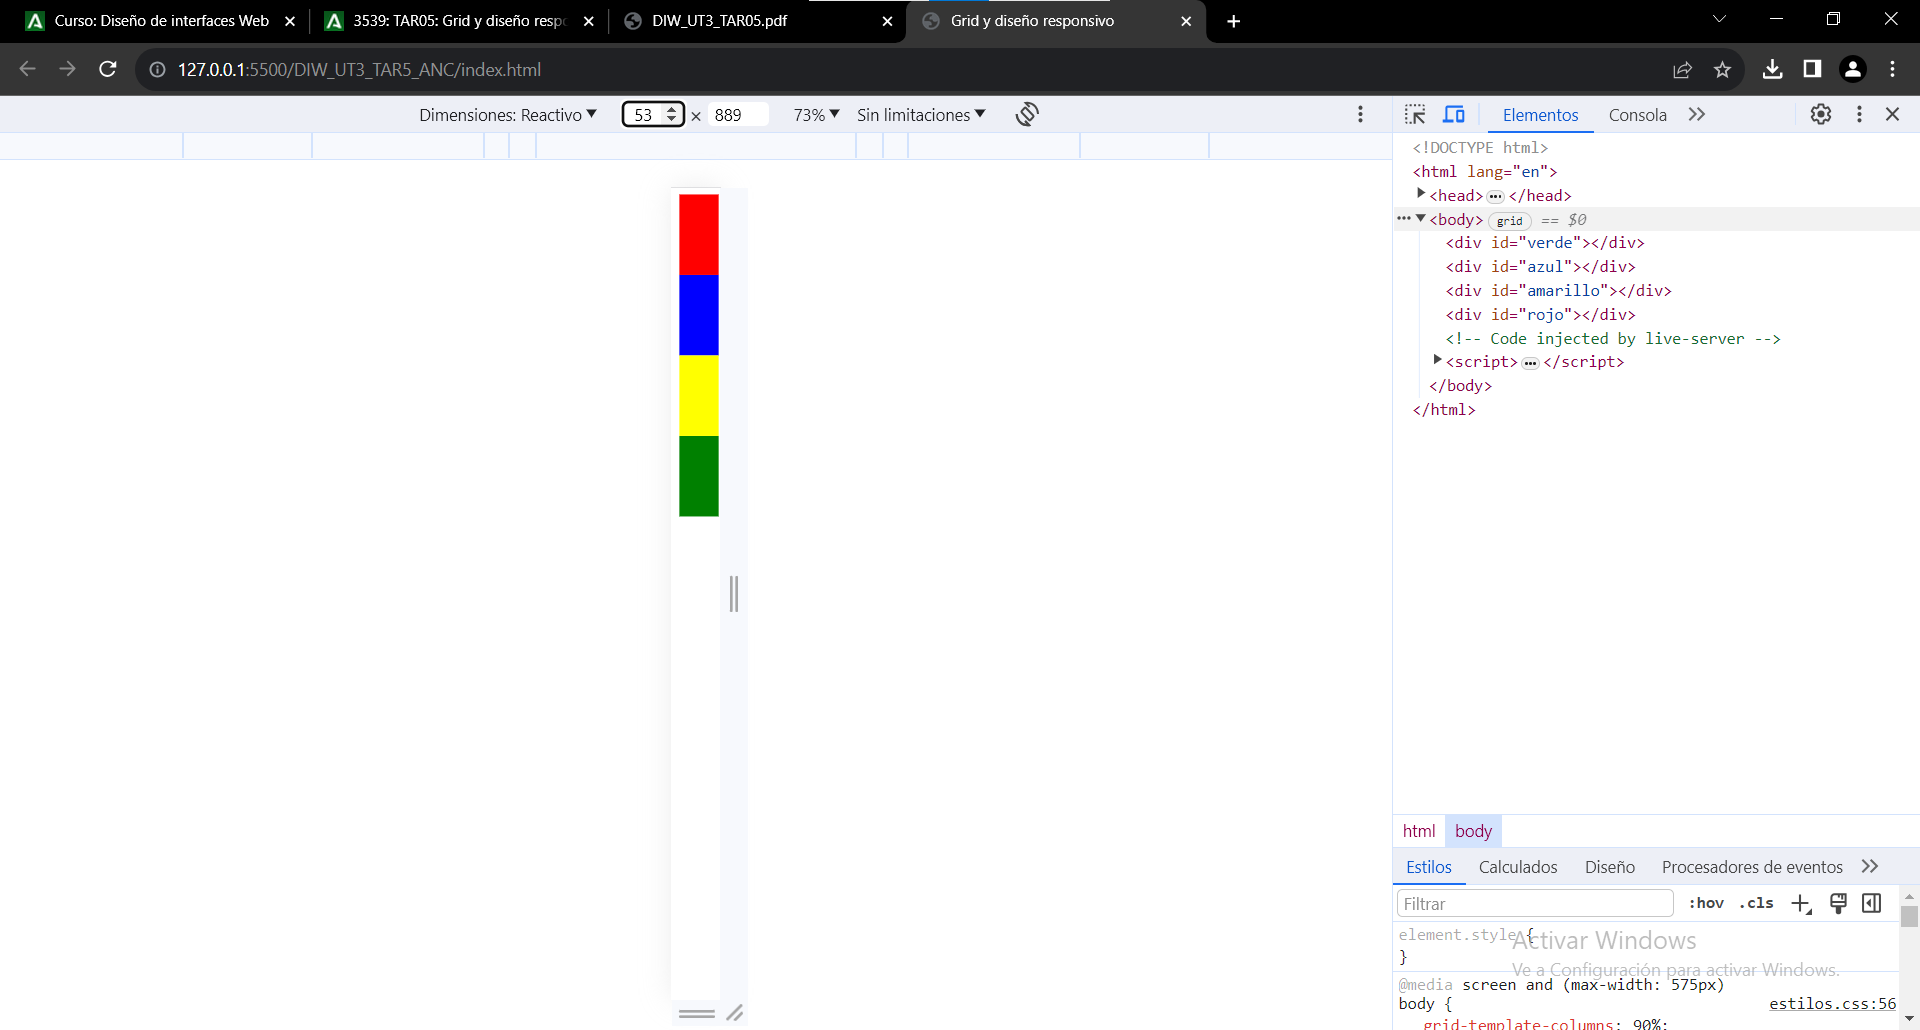 Curso: Diseño de interfaces Web
3539: TAR05: Grid y diseño resp
DIW_UT3_TAR05.pdf
Grid y diseño responsivo
127.0.0.1:5500/DIW_UT3_TAR5_ANC/index.html
Dimensiones: Reactivo 53 × 889 73% Sin limitaciones
Elementos Consola
<!DOCTYPE html>
<html lang="en">
<head> ••• </head>
••• <body> grid == $0
<div id="verde"></div>
<div id="azul"></div>
<div id="amarillo"></div>
<div id="rojo"></div>
<!-- Code injected by live-server -->
<script> ••• </script>
</body>
</html>
html body
Estilos Calculados Diseño Procesadores de eventos
Filtrar :hov .cls
element.style {
}
Activar Windows
Ve a Configuración para activar Windows.
@media screen and (max-width: 575px)
body { estilos.css:56
grid-template-columns: 90%;